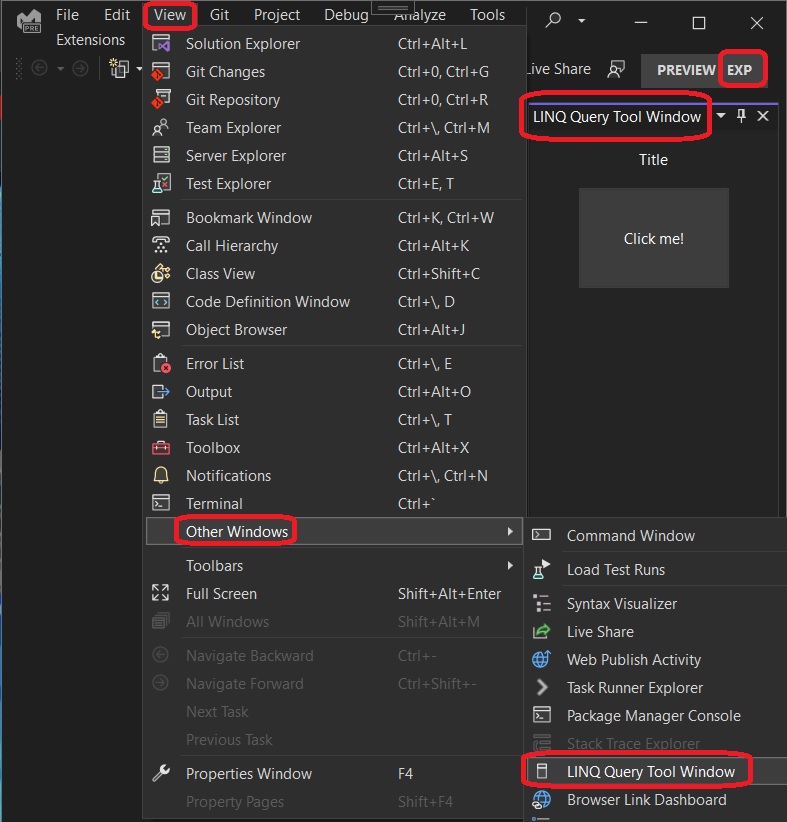 File Edit View Git Project Debug Analyze Tools
Extensions
PRE
Live Share PREVIEW EXP
LINQ Query Tool Window
Title
Click me!
Solution Explorer Ctrl+Alt+L
Git Changes Ctrl+0, Ctrl+G
Git Repository Ctrl+0, Ctrl+R
Team Explorer Ctrl+\, Ctrl+M
Server Explorer Ctrl+Alt+S
Test Explorer Ctrl+E, T
Bookmark Window Ctrl+K, Ctrl+W
Call Hierarchy Ctrl+Alt+K
Class View Ctrl+Shift+C
Code Definition Window Ctrl+\, D
Object Browser Ctrl+Alt+J
Error List Ctrl+\, E
Output Ctrl+Alt+O
Task List Ctrl+\, T
Toolbox Ctrl+Alt+X
Notifications Ctrl+\, Ctrl+N
Terminal Ctrl+`
Other Windows
Toolbars
Full Screen Shift+Alt+Enter
All Windows Shift+Alt+M
Navigate Backward Ctrl+-
Navigate Forward Ctrl+Shift+-
Next Task
Previous Task
Properties Window F4
Property Pages Shift+F4
Command Window
Load Test Runs
Syntax Visualizer
Live Share
Web Publish Activity
Task Runner Explorer
Package Manager Console
Stack Trace Explorer
LINQ Query Tool Window
Browser Link Dashboard